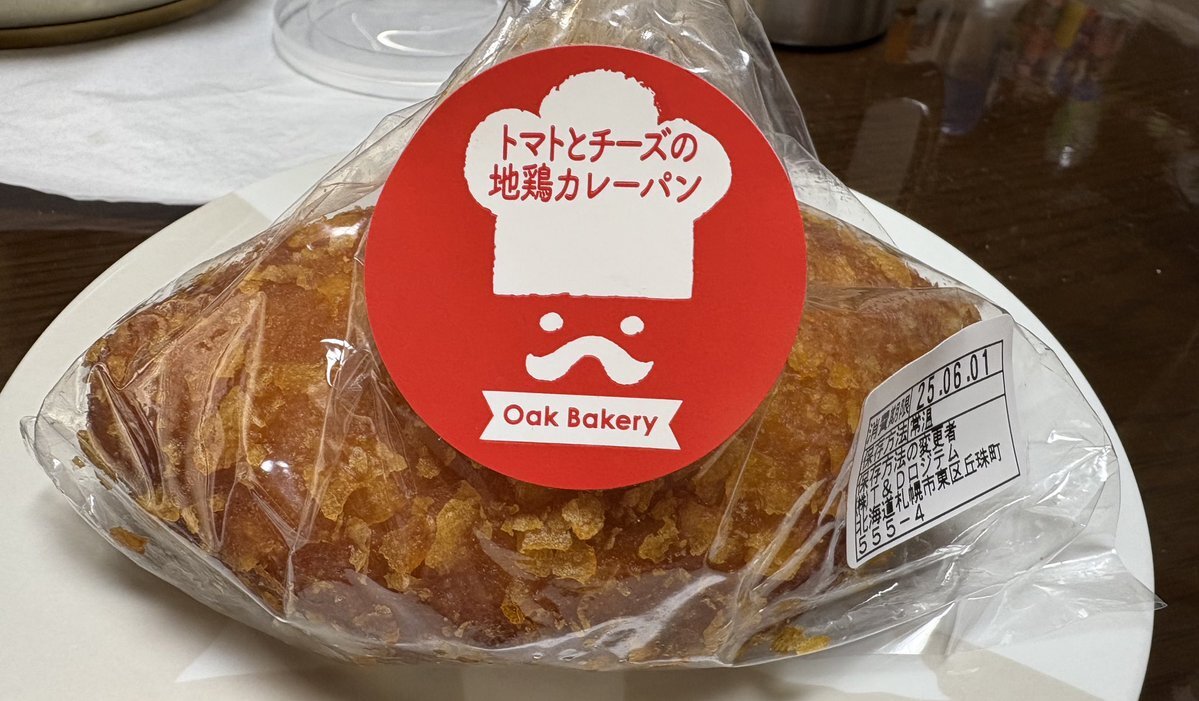 トマトとチーズの
地鶏カレーパン
Oak Bakery
消費期限 25.06.01
保存方法 常温
保存方法の変更者
㈱T&Dロジテム
北海道札幌市東区丘珠町
555-4